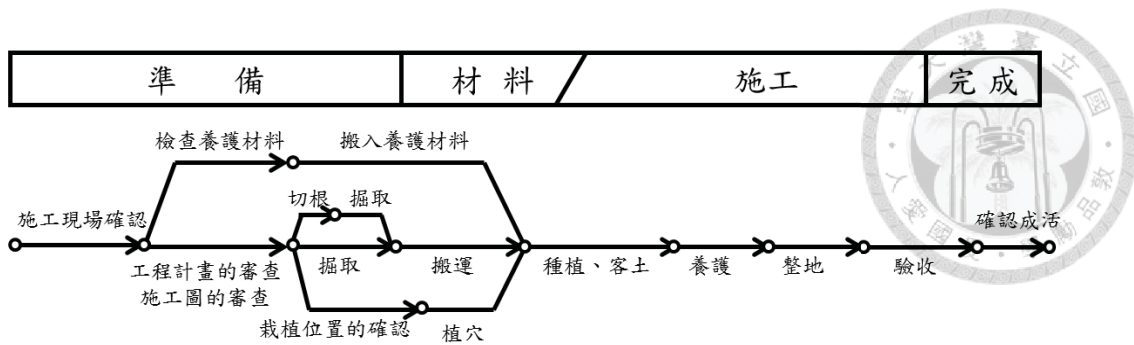 準 備 材 料 施工 完 成
檢查養護材料 搬入養護材料
切根 掘取
施工現場確認 確認成活
工程計畫的審查 掘取 搬運 種植、客土 養護 整地 驗收
施工圖的審查
栽植位置的確認 植穴